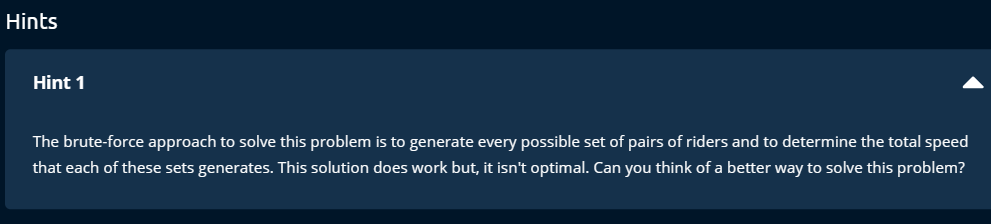 Hints
Hint 1
The brute-force approach to solve this problem is to generate every possible set of pairs of riders and to determine the total speed
that each of these sets generates. This solution does work but, it isn't optimal. Can you think of a better way to solve this problem?